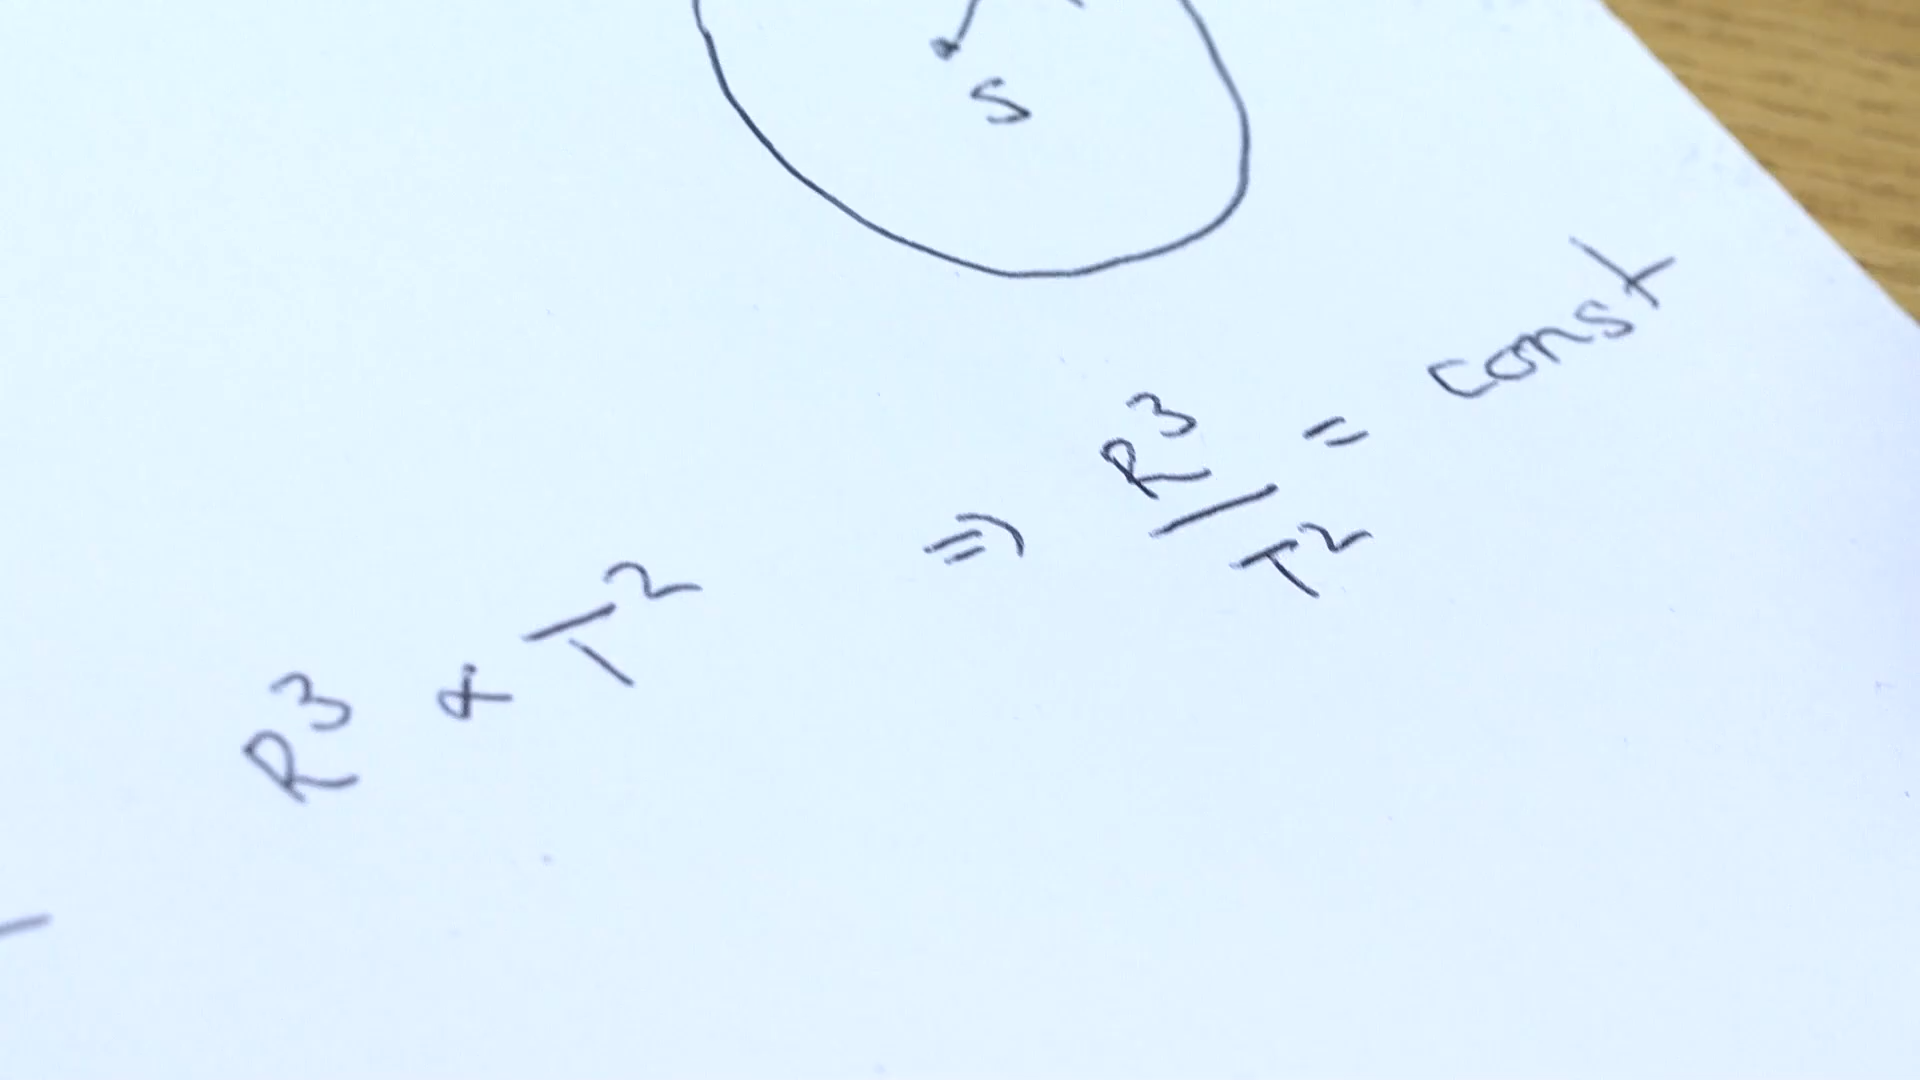 S
R³ ∝ T² ⇒ R³/T² = const